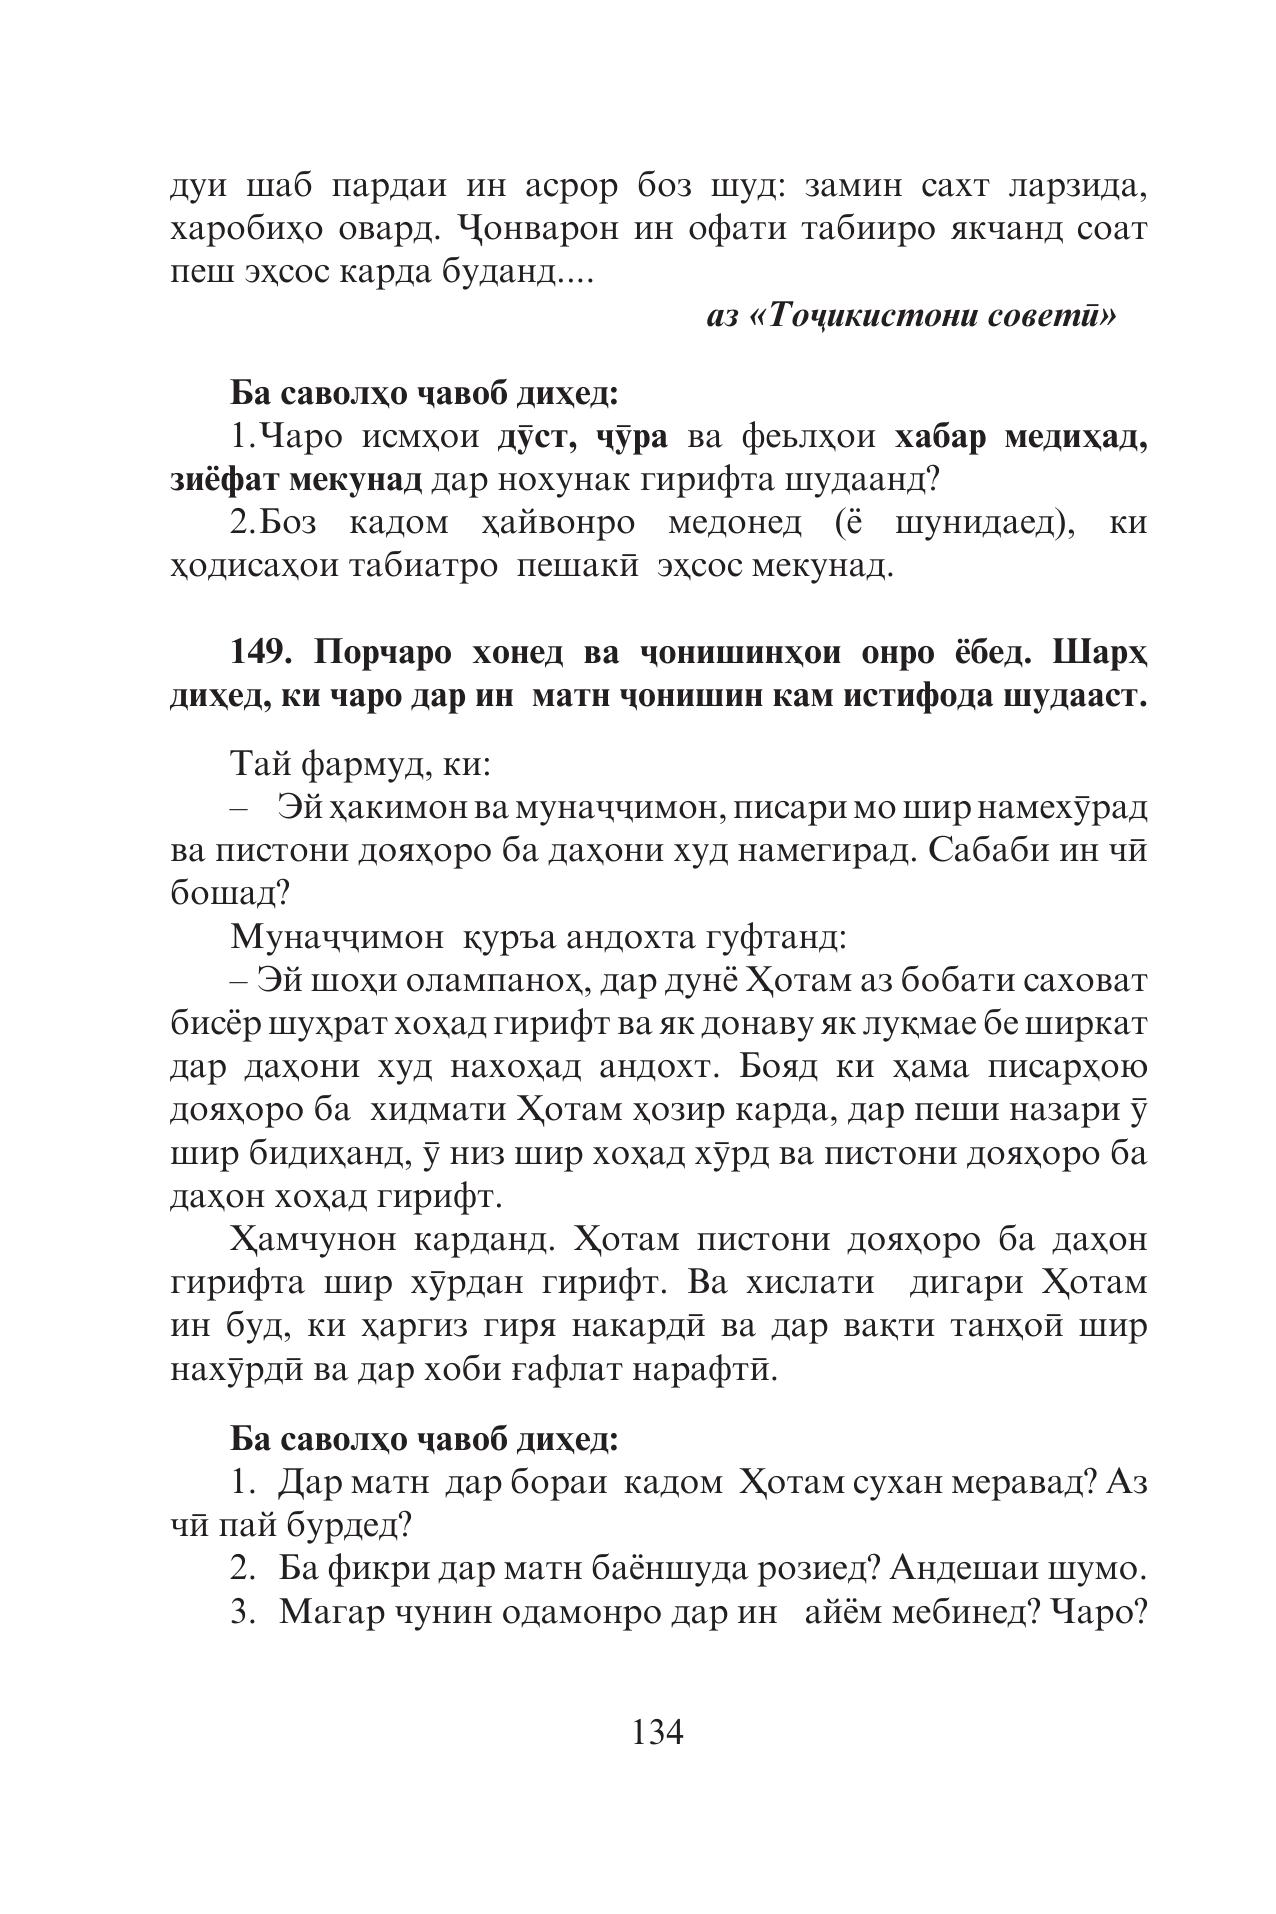 дуи шаб пардаи ин асрор боз шуд: замин сахт ларзида,
харобиҳо овард. Ҷонварон ин офати табииро якчанд соат
пеш эҳсос карда буданд....
аз «Тоҷикистони советӣ»
Ба саволҳо ҷавоб диҳед:
1.Чаро исмҳои дӯст, ҷӯра ва феьлҳои хабар медиҳад,
зиёфат мекунад дар нохунак гирифта шудаанд?
2.Боз кадом ҳайвонро медонед (ё шунидаед), ки
ҳодисаҳои табиатро пешакӣ эҳсос мекунад.
149. Порчаро хонед ва ҷонишинҳои онро ёбед. Шарҳ
диҳед, ки чаро дар ин матн ҷонишин кам истифода шудааст.
Тай фармуд, ки:
– Эй ҳакимон ва мунаҷҷимон, писари мо шир намехӯрад
ва пистони дояҳоро ба даҳони худ намегирад. Сабаби ин чӣ
бошад?
Мунаҷҷимон қуръа андохта гуфтанд:
– Эй шоҳи олампаноҳ, дар дунё Ҳотам аз бобати саховат
бисёр шуҳрат хоҳад гирифт ва як донаву як луқмае бе ширкат
дар даҳони худ нахоҳад андохт. Бояд ки ҳама писарҳою
дояҳоро ба хидмати Ҳотам ҳозир карда, дар пеши назари ӯ
шир бидиҳанд, ӯ низ шир хоҳад хӯрд ва пистони дояҳоро ба
даҳон хоҳад гирифт.
Ҳамчунон карданд. Ҳотам пистони дояҳоро ба даҳон
гирифта шир хӯрдан гирифт. Ва хислати дигари Ҳотам
ин буд, ки ҳаргиз гиря накардӣ ва дар вақти танҳоӣ шир
нахӯрдӣ ва дар хоби ғафлат нарафтӣ.
Ба саволҳо ҷавоб диҳед:
1. Дар матн дар бораи кадом Ҳотам сухан меравад? Аз
чӣ пай бурдед?
2. Ба фикри дар матн баёншуда розиед? Андешаи шумо.
3. Магар чунин одамонро дар ин айём мебинед? Чаро?
134